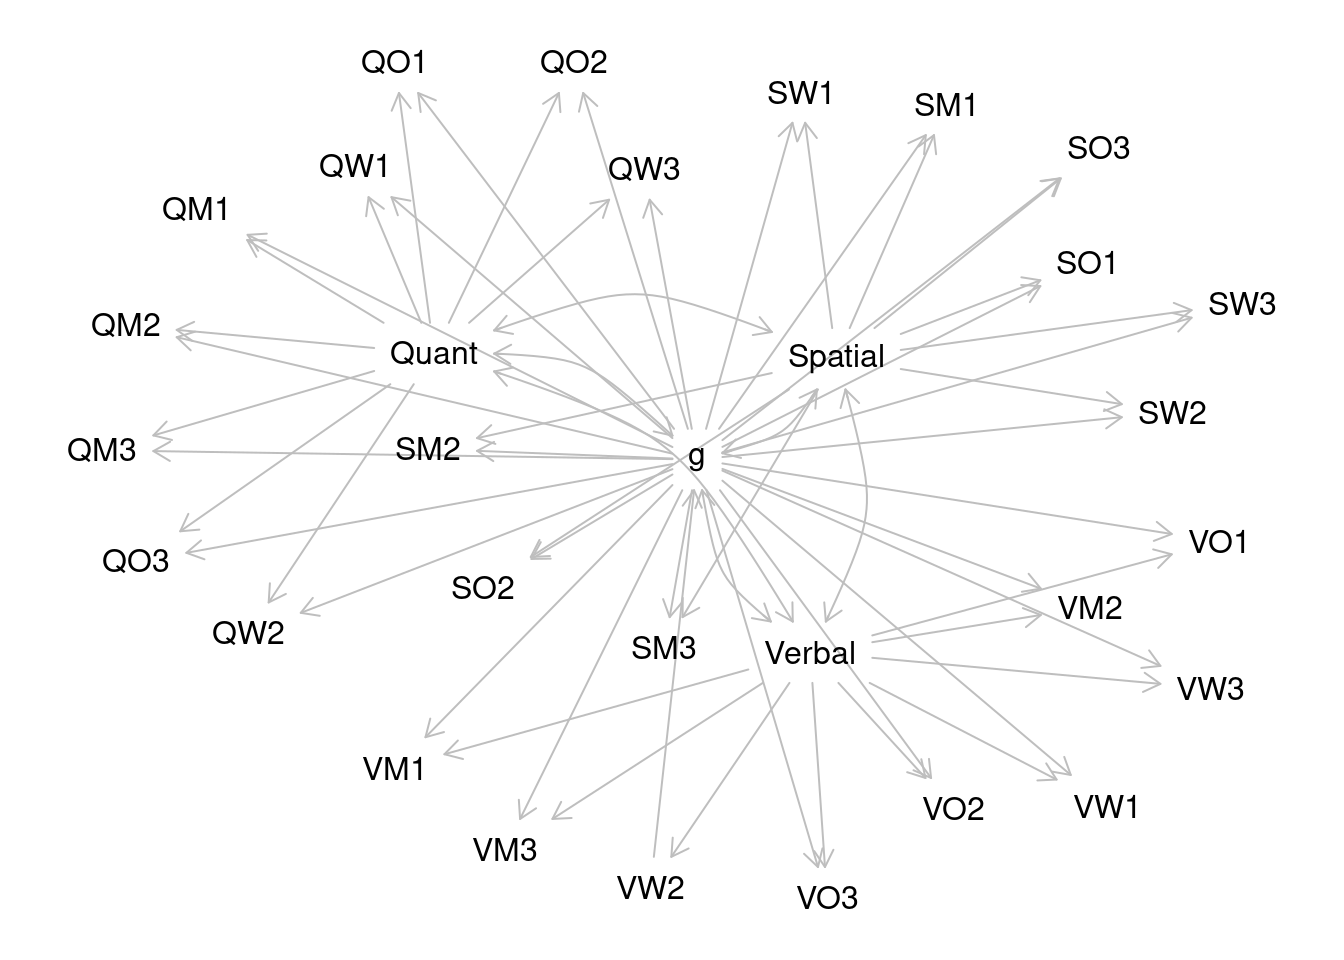 QO1
QO2
SW1
SM1
SO3
QW1
QW3
QM1
SO1
SW3
QM2
Quant
Spatial
SW2
QM3
SM2
g
QO3
VO1
SO2
VM2
QW2
SM3
Verbal
VW3
VM1
VO2
VW1
VM3
VW2
VO3